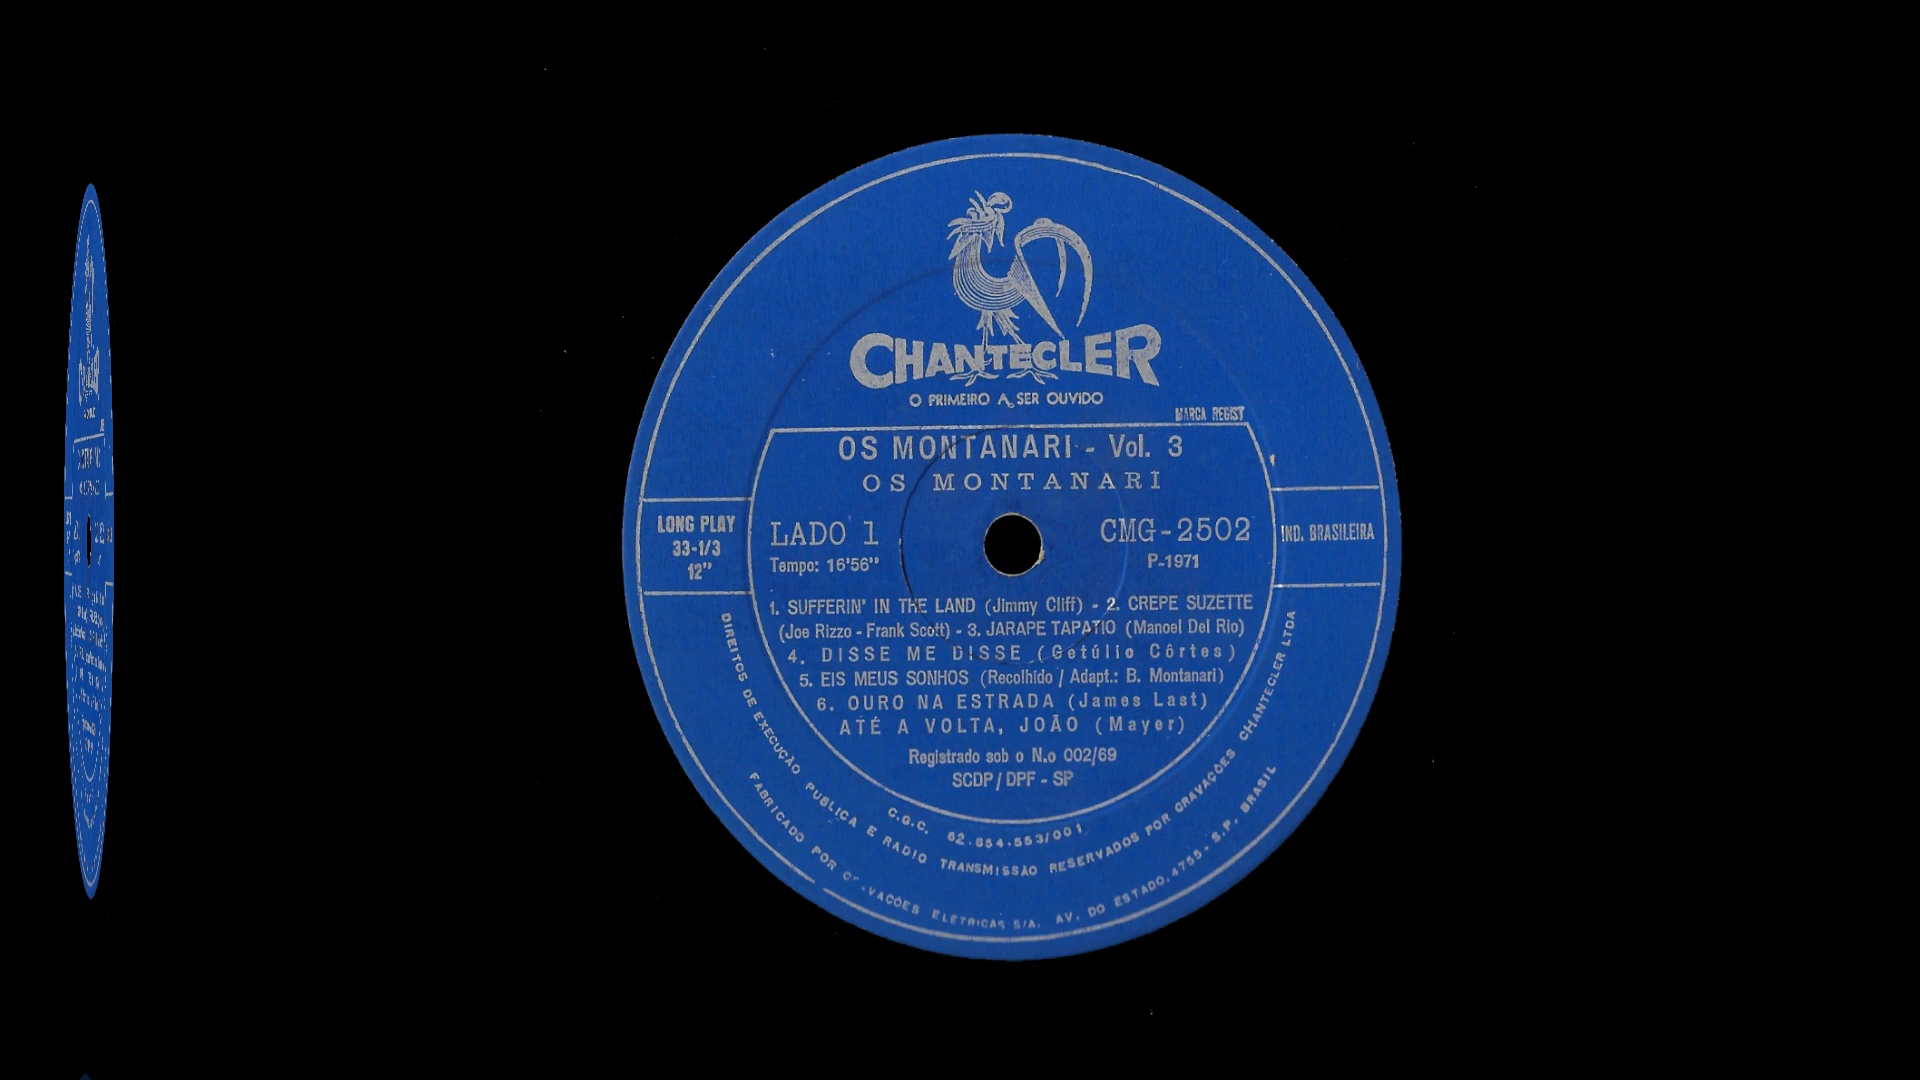 CHANTECLER
O PRIMEIRO A SER OUVIDO
MARCA REGIST
OS MONTANARI - Vol. 3
OS MONTANARI
LONG PLAY
33-1/3
12"
LADO 1
Tempo: 16'56"
CMG-2502
P-1971
IND. BRASILEIRA
1. SUFFERIN' IN THE LAND (Jimmy Cliff) - 2. CREPE SUZETTE
(Joe Rizzo - Frank Scott) - 3. JARAPE TAPATIO (Manoel Del Rio)
4. DISSE ME DISSE (Getúlio Côrtes)
5. EIS MEUS SONHOS (Recolhido / Adapt.: B. Montanari)
6. OURO NA ESTRADA (James Last)
ATÉ A VOLTA, JOÃO (Mayer)
Registrado sob o N.o 002/69
SCDP / DPF - SP
C.G.C.
DIREITOS DE EXECUÇÃO PUBLICA E RADIO TRANSMISSÃO RESERVADOS POR GRAVAÇÕES CHANTECLER LTDA
FABRICADO POR GRAVAÇÕES ELETRICAS S/A. AV. DO ESTADO, 4755 - S.P. BRASIL